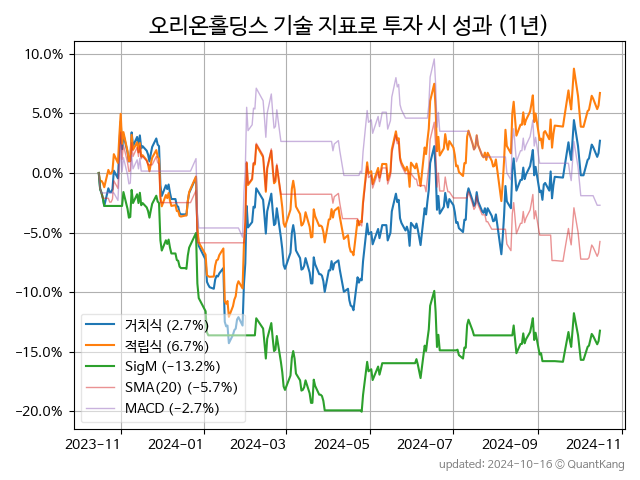 오리온홀딩스 기술 지표로 투자 시 성과 (1년)
10.0%
5.0%
0.0%
−5.0%
−10.0%
−15.0%
−20.0%
거치식 (2.7%)
적립식 (6.7%)
SigM (−13.2%)
SMA(20) (−5.7%)
MACD (−2.7%)
2023−11
2024−01
2024−03
2024−05
2024−07
2024−09
2024−11
updated: 2024-10-16 © QuantKang